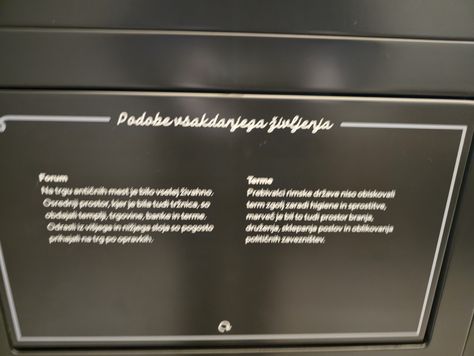 Podobe vsakdanjega življenja
Forum
Na trgu antičnih mest je bilo vselej živahno.
Osrednji prostor, kjer je bila tudi tržnica, so
obdajali templji, trgovine, banke in terme.
Odrasli iz višjega in nižjega sloja so pogosto
prihajali na trg po opravkih.
Terme
Prebivalci rimske države niso obiskovali
term zgolj zaradi higiene in sprostitve,
marveč je bil to tudi prostor branja,
druženja, sklepanja poslov in oblikovanja
političnih zavezništev.